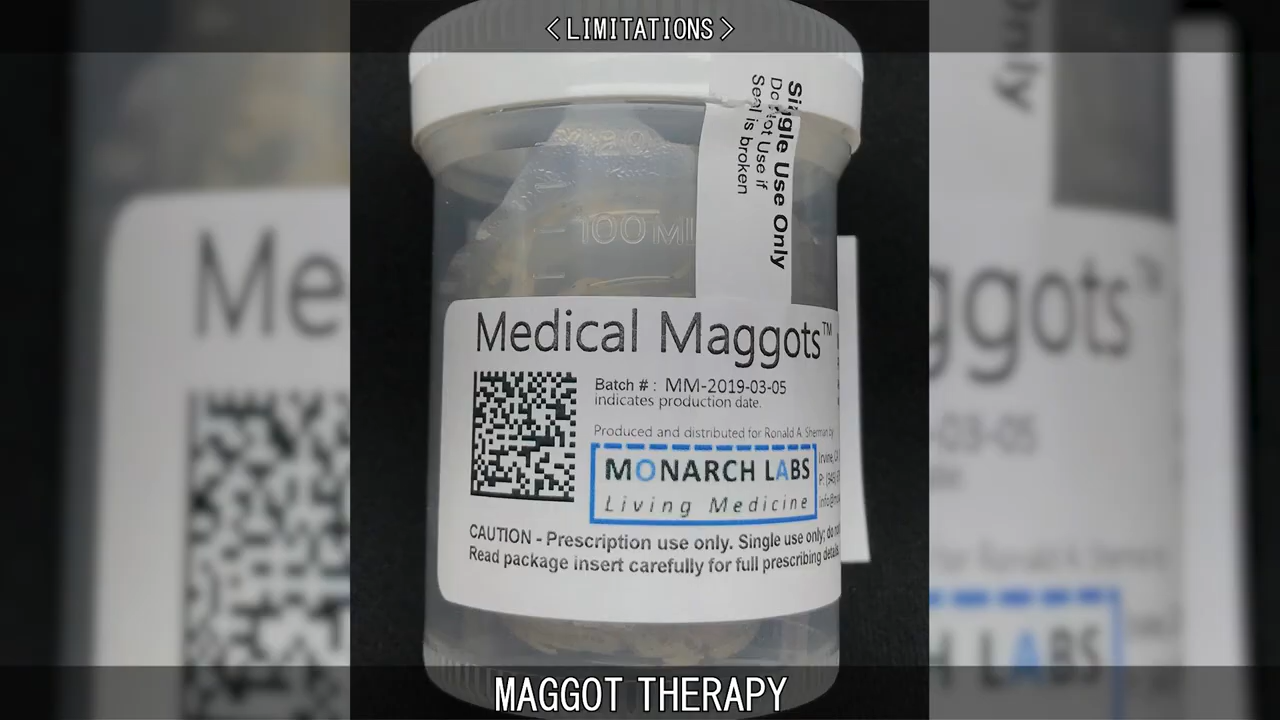 <LIMITATIONS>
Single Use Only
Do Not Use if
Seal is broken
100 ML
Medical Maggots™
Batch # : MM-2019-03-05
indicates production date.
Produced and distributed for Ronald A. Sherman by
MONARCH LABS
Living Medicine
Irvine, CA
CAUTION - Prescription use only. Single use only; do
Read package insert carefully for full prescribing details
MAGGOT THERAPY